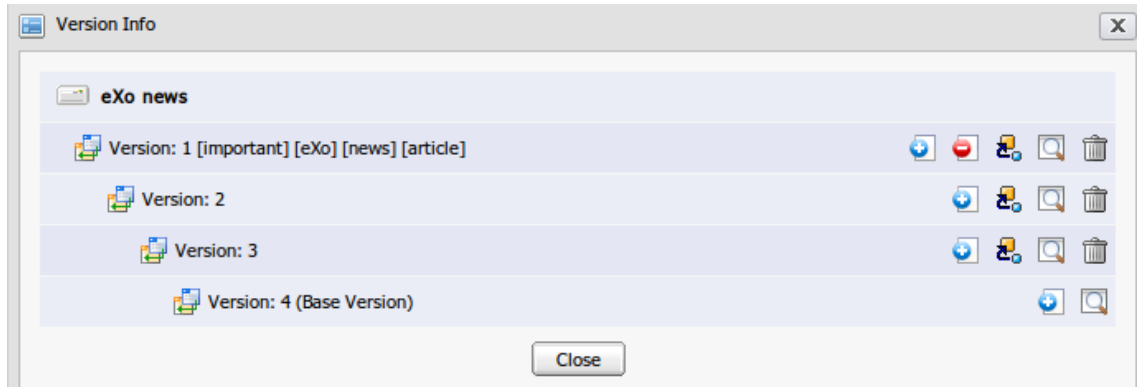 Version Info
X
eXo news
Version: 1 [important] [eXo] [news] [article]
Version: 2
Version: 3
Version: 4 (Base Version)
Close